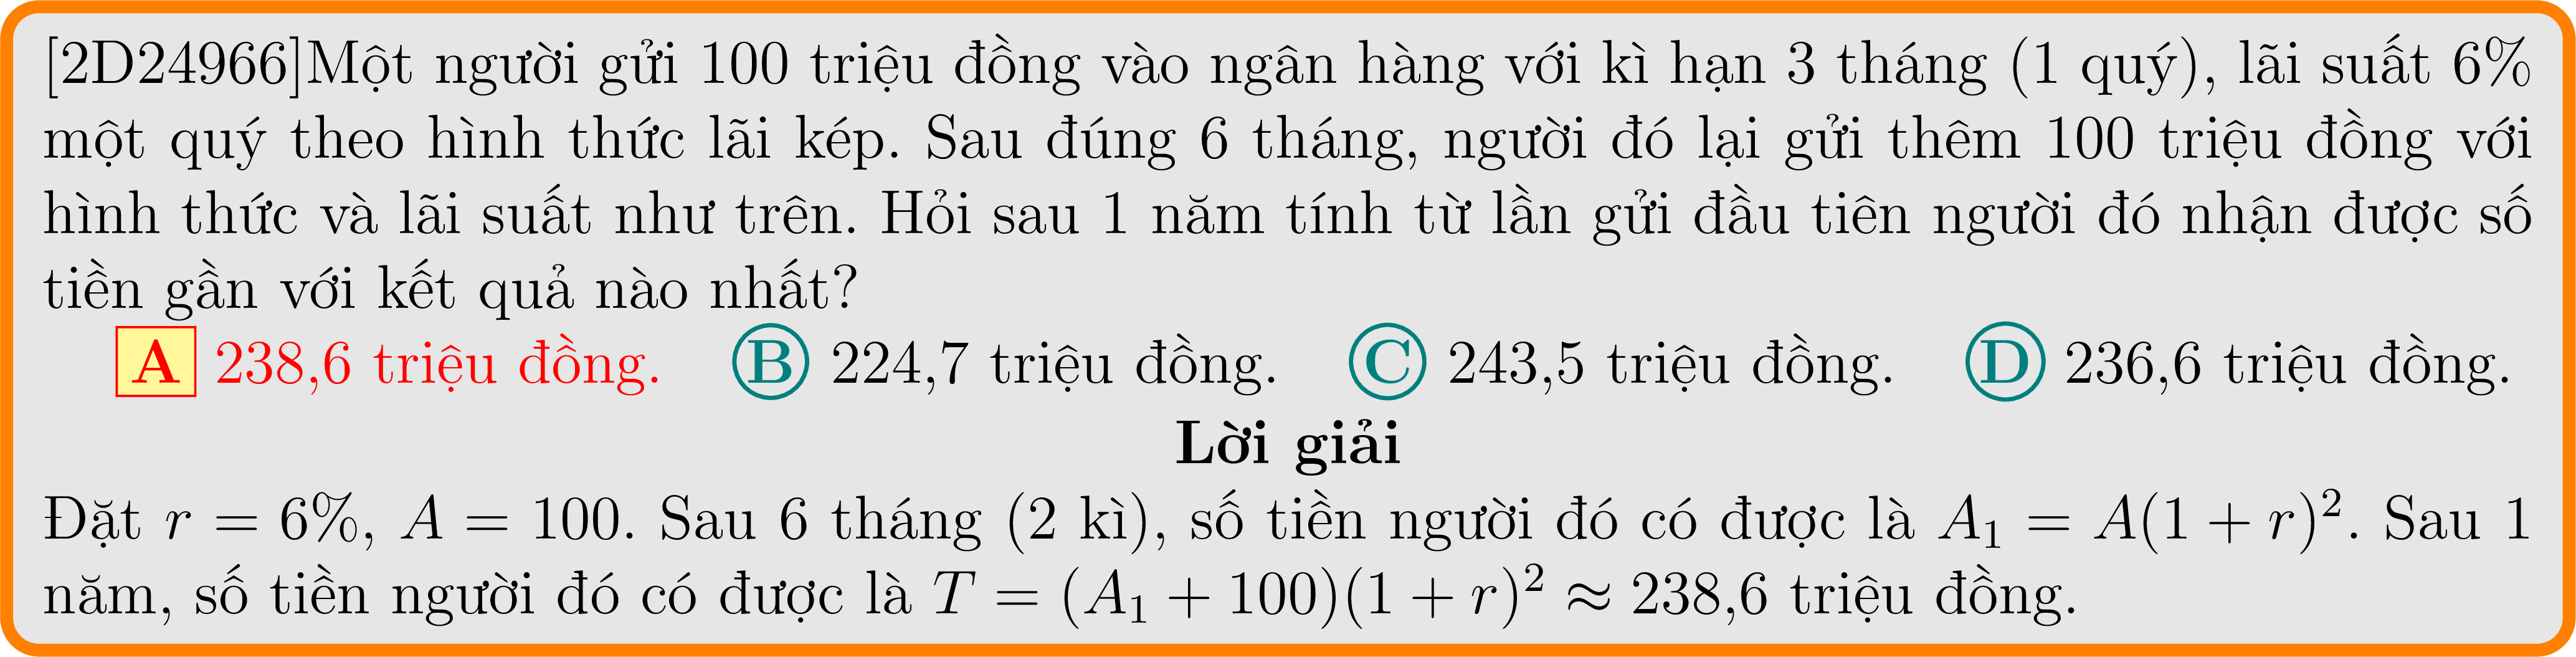 [2D24966]Một người gửi 100 triệu đồng vào ngân hàng với kì hạn 3 tháng (1 quý), lãi suất 6%
một quý theo hình thức lãi kép. Sau đúng 6 tháng, người đó lại gửi thêm 100 triệu đồng với
hình thức và lãi suất như trên. Hỏi sau 1 năm tính từ lần gửi đầu tiên người đó nhận được số
tiền gần với kết quả nào nhất?
A 238,6 triệu đồng. B 224,7 triệu đồng. C 243,5 triệu đồng. D 236,6 triệu đồng.
Lời giải
Đặt r = 6%, A = 100. Sau 6 tháng (2 kì), số tiền người đó có được là A₁ = A(1 + r)². Sau 1
năm, số tiền người đó có được là T = (A₁ + 100)(1 + r)² ≈ 238,6 triệu đồng.